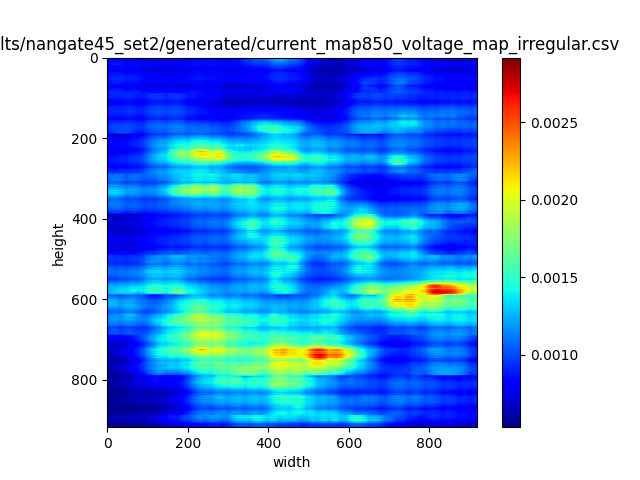 lts/nangate45_set2/generated/current_map850_voltage_map_irregular.csv
0
200
400
600
800
height
0 200 400 600 800
width
0.0025
0.0020
0.0015
0.0010